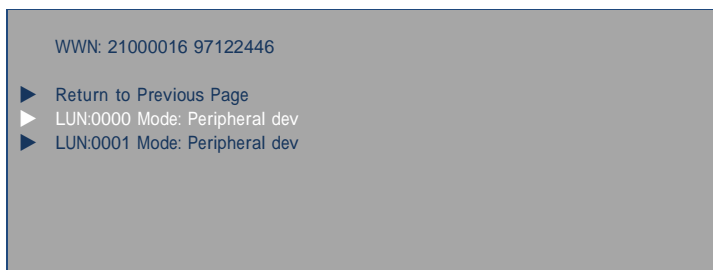 WWN: 21000016 97122446
Return to Previous Page
LUN:0000 Mode: Peripheral dev
LUN:0001 Mode: Peripheral dev